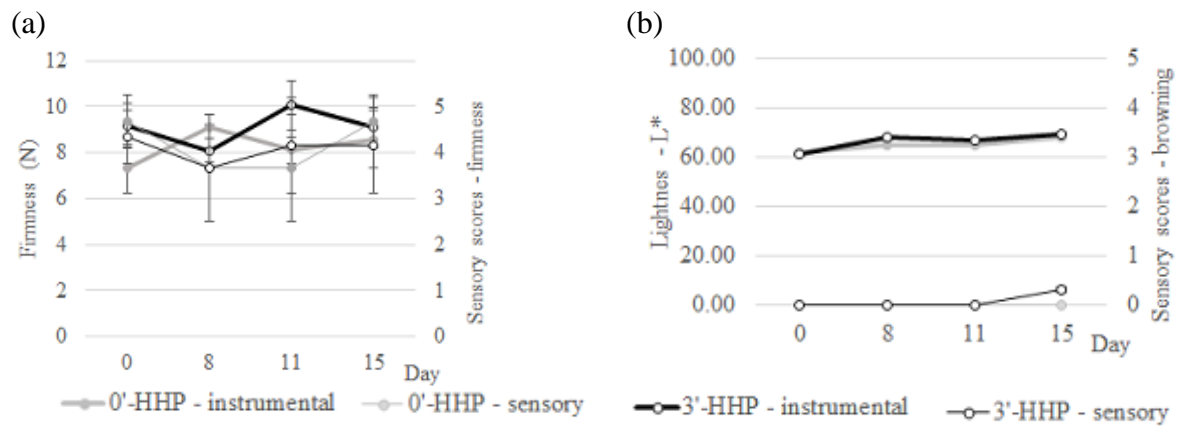 (a)
(b)
12
10
8
6
4
2
0
Firmness (N)
5
4
3
2
1
0
Sensory scores - firmness
0 8 11 15 Day
100.00
80.00
60.00
40.00
20.00
0.00
Lightnes - L*
5
4
3
2
1
0
Sensory scores - browning
0 8 11 15 Day
0'-HHP - instrumental 0'-HHP - sensory 3'-HHP - instrumental 3'-HHP - sensory